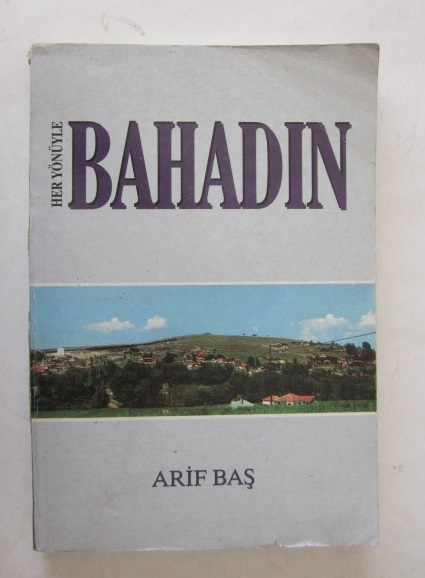 HER YÖNÜYLE
BAHADIN
ARİF BAŞ